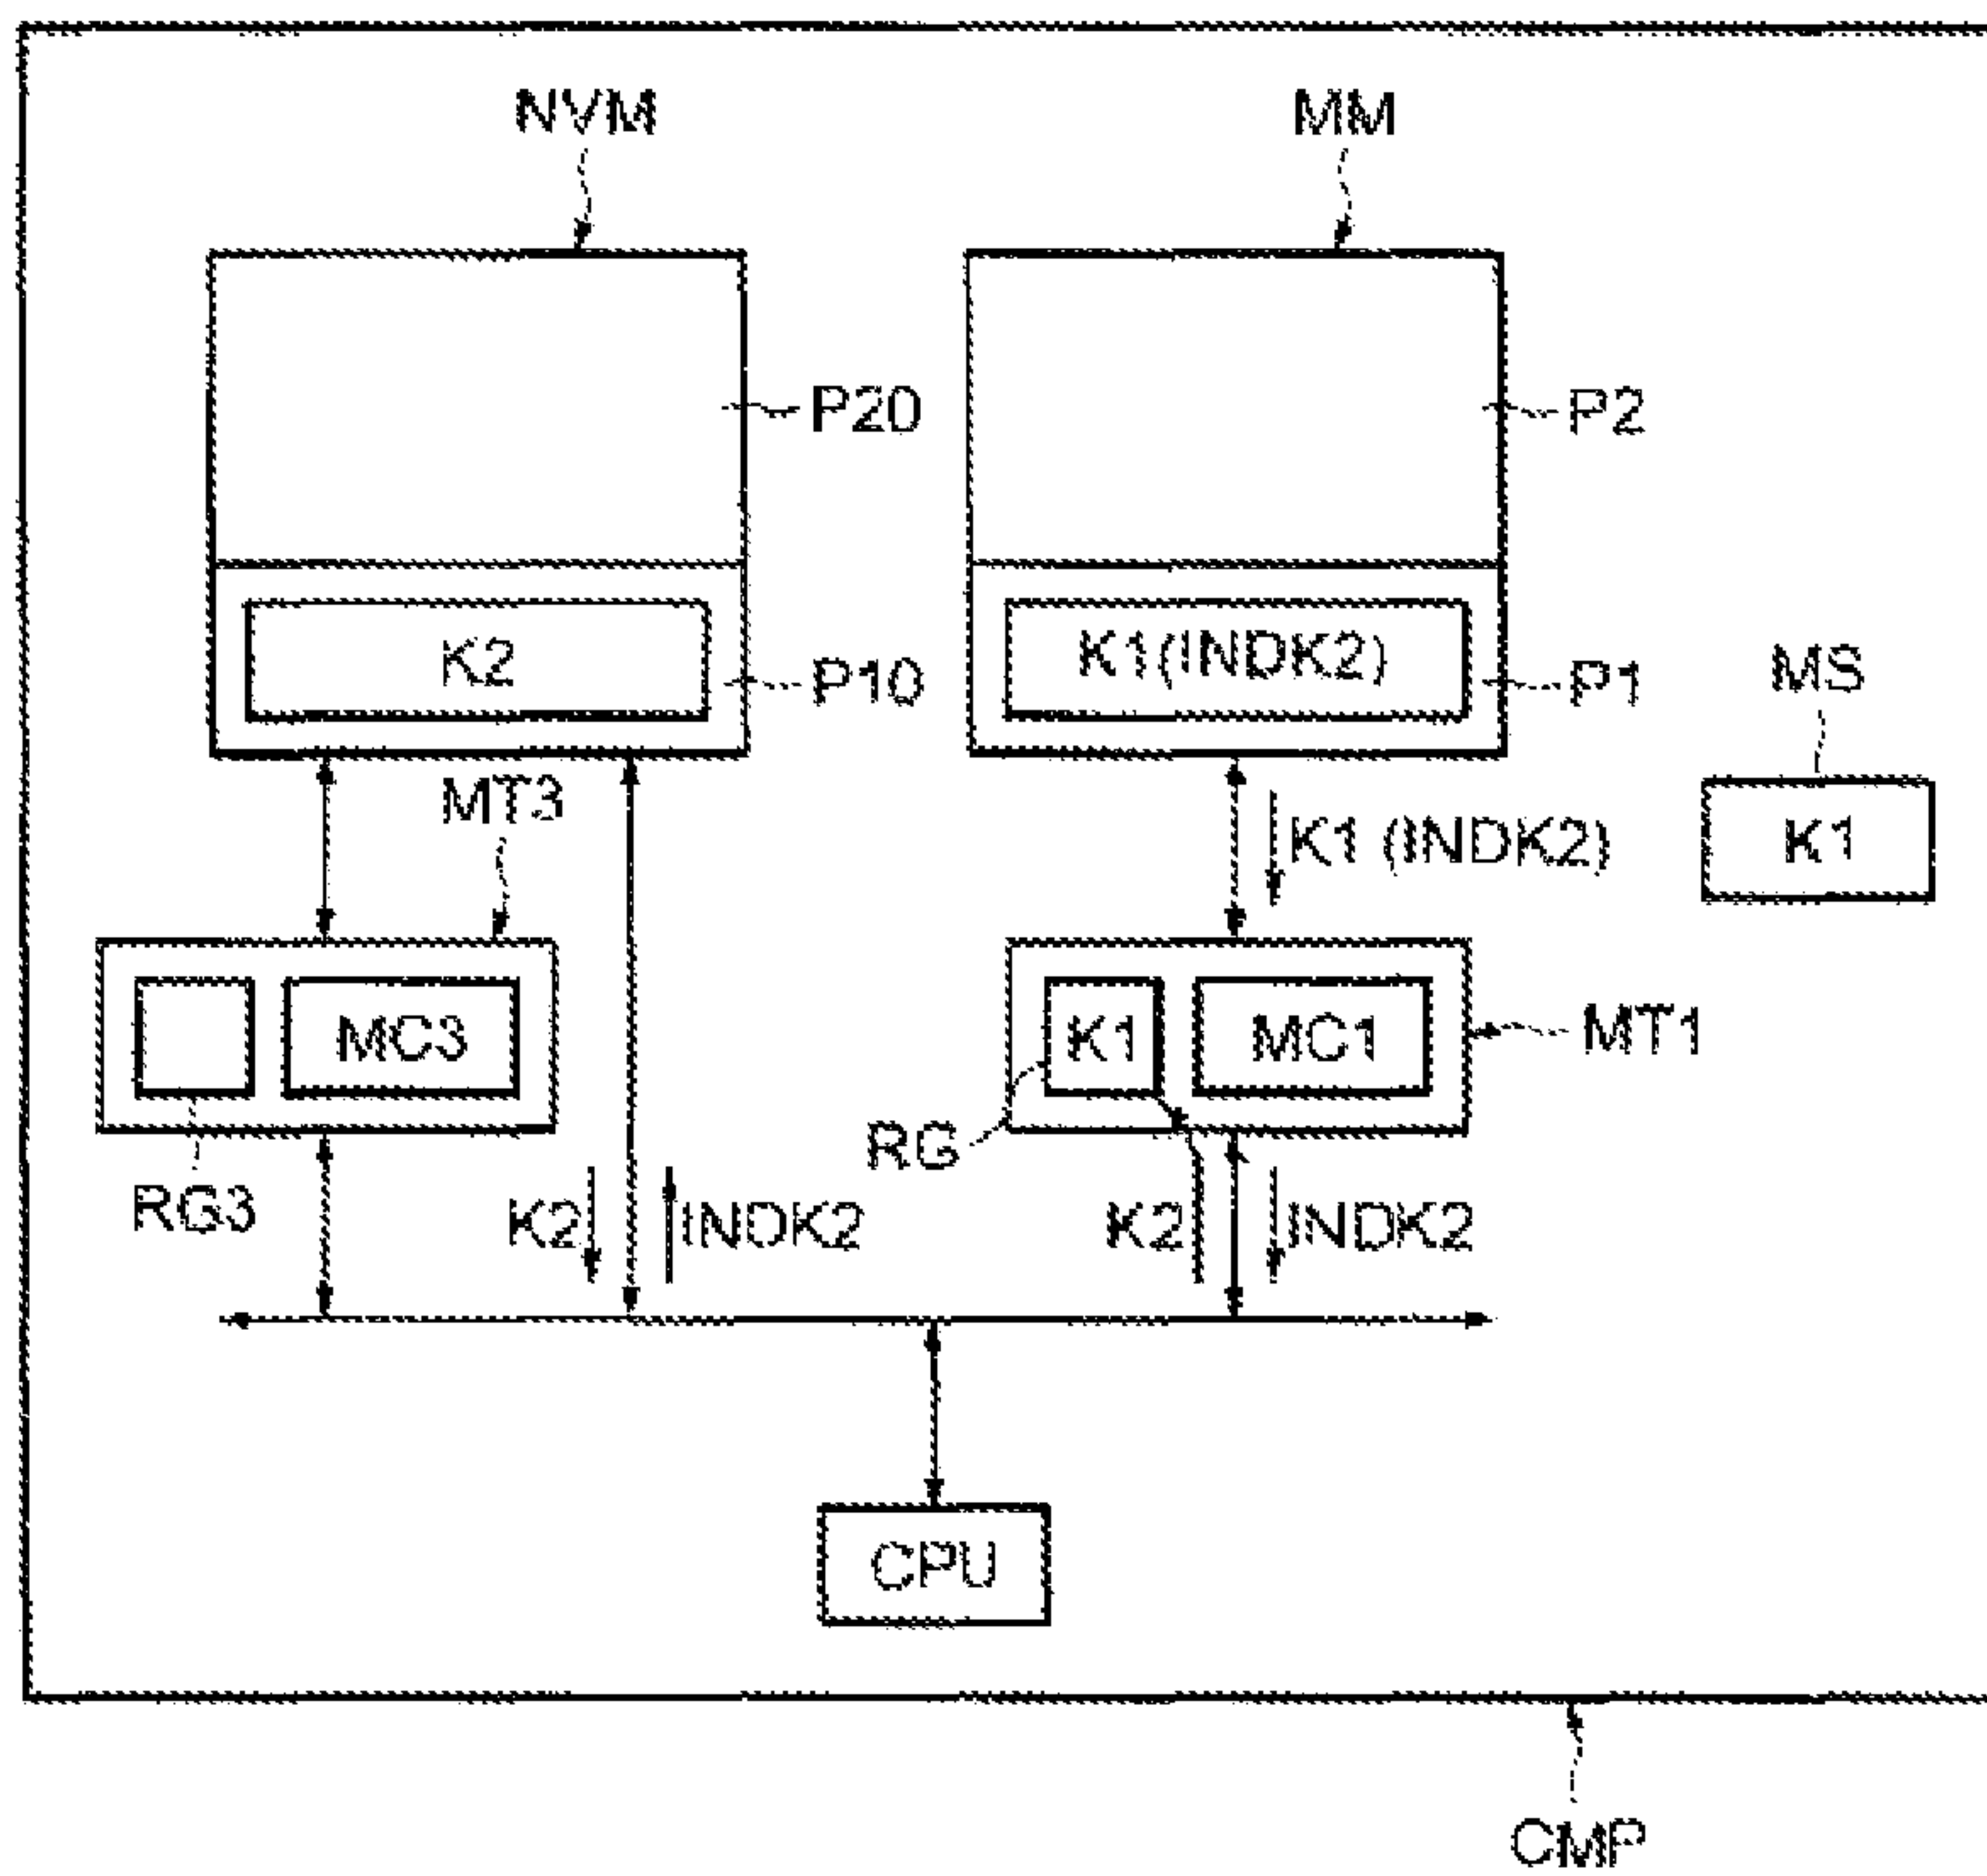 NVM
MM
P20
P2
K2
P10
K1(INDK2)
P1
MS
K1
MT3
K1 (INDK2)
MC3
K1
MC1
MT1
RG
RG3
K2
INDK2
K2
INDK2
CPU
CMP